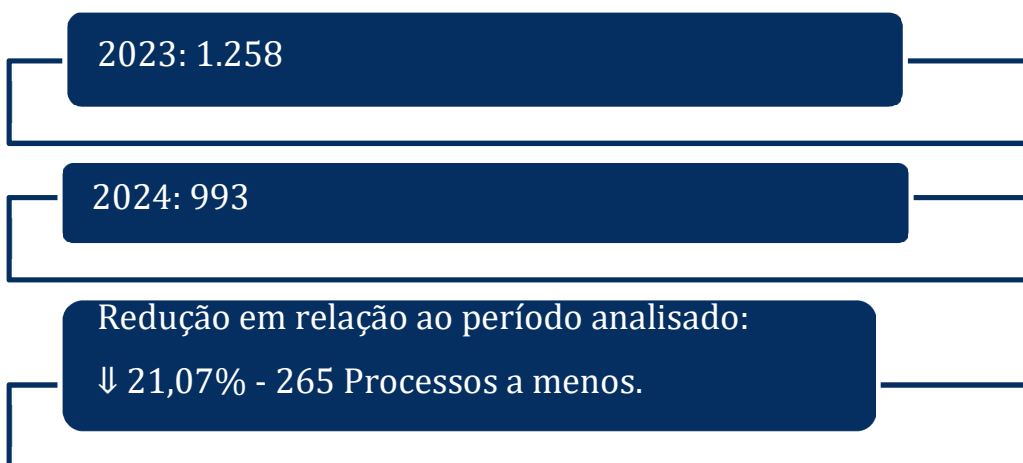 2023: 1.258
2024: 993
Redução em relação ao período analisado:
⇓ 21,07% - 265 Processos a menos.